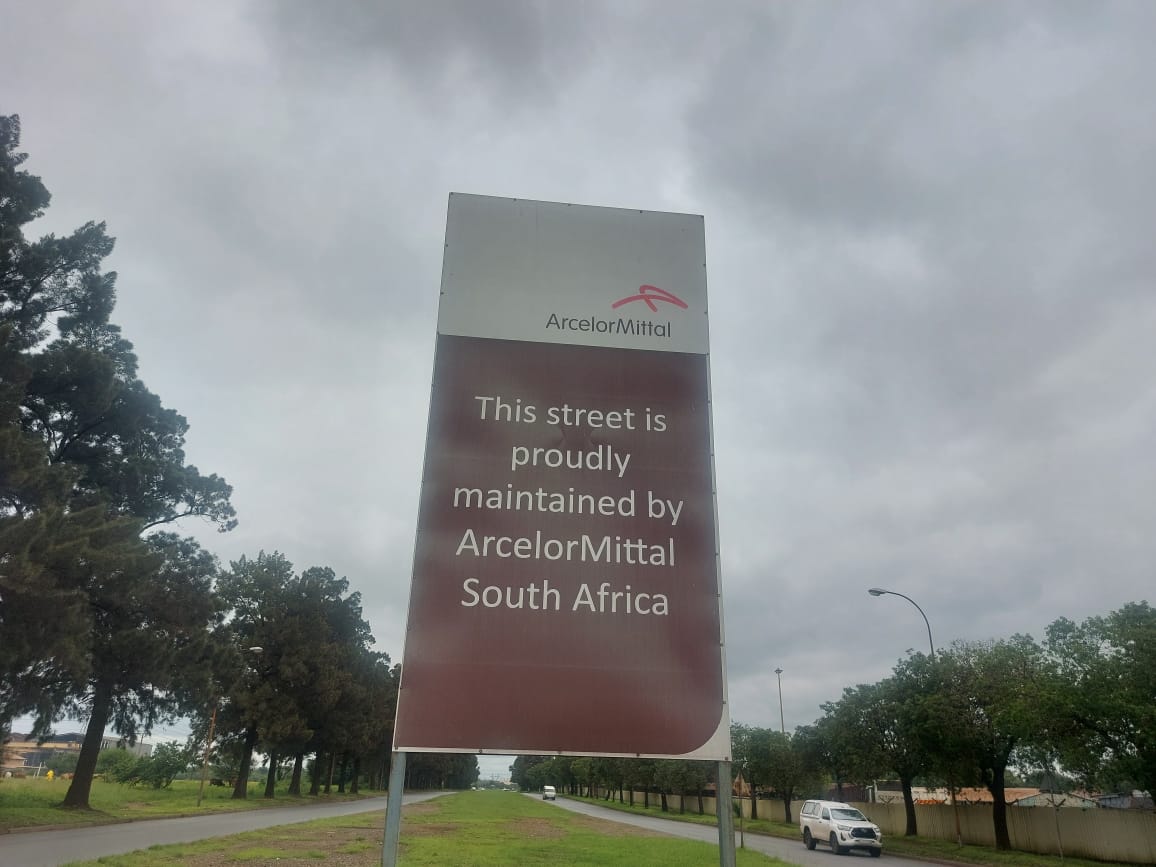 ArcelorMittal
This street is
proudly
maintained by
ArcelorMittal
South Africa